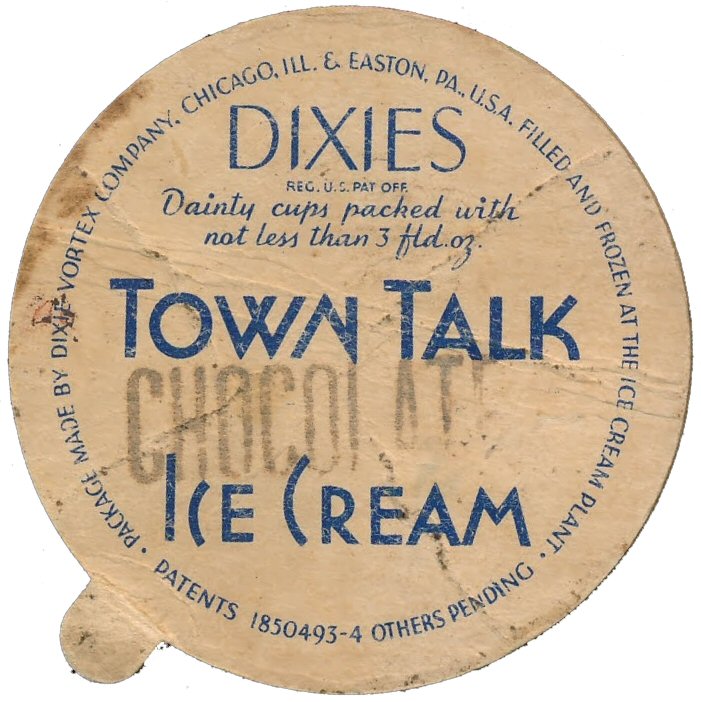 DIXIES
REG. U.S. PAT OFF.
Dainty cups packed with
not less than 3 fld.oz.
TOWN TALK
CHOCOLATE
ICE CREAM
• PACKAGE MADE BY DIXIE-VORTEX COMPANY, CHICAGO, ILL. & EASTON, PA., U.S.A. FILLED AND FROZEN AT THE ICE CREAM PLANT •
PATENTS 1850493-4 OTHERS PENDING